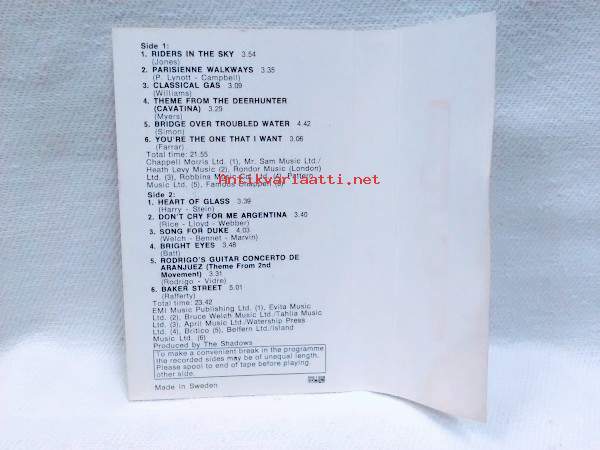 Side 1:
1. RIDERS IN THE SKY 3.54
(Jones)
2. PARISIENNE WALKWAYS 3.35
(P. Lynott - Campbell)
3. CLASSICAL GAS 3.09
(Williams)
4. THEME FROM THE DEERHUNTER
(CAVATINA) 3.29
(Myers)
5. BRIDGE OVER TROUBLED WATER 4.42
(Simon)
6. YOU'RE THE ONE THAT I WANT 3.06
(Farrar)
Total time: 21.55
Chappell Morris Ltd. (1), Mr. Sam Music Ltd./
Heath Levy Music (2), Rondor Music (London)
Ltd. (3), Robbins Music Co. Ltd. (4), Pattern
Music Ltd. (5), Famous Chappell (6)
Antikvariaatti.net
Side 2:
1. HEART OF GLASS 3.39
(Harry - Stein)
2. DON'T CRY FOR ME ARGENTINA 3.40
(Rice - Lloyd - Webber)
3. SONG FOR DUKE 4.03
(Welch - Bennet - Marvin)
4. BRIGHT EYES 3.48
(Batt)
5. RODRIGO'S GUITAR CONCERTO DE
ARANJUEZ (Theme From 2nd
Movement) 3.31
(Rodrigo - Vidre)
6. BAKER STREET 5.01
(Rafferty)
Total time: 23.42
EMI Music Publishing Ltd. (1), Evita Music
Ltd. (2), Bruce Welch Music Ltd./Tahlia Music
Ltd. (3), April Music Ltd./Watership Press
Ltd. (4), Britico (5), Belfern Ltd./Island
Music Ltd. (6)
Produced by The Shadows
To make a convenient break in the programme
the recorded sides may be of unequal length.
Please spool to end of tape before playing
other side.
Made in Sweden